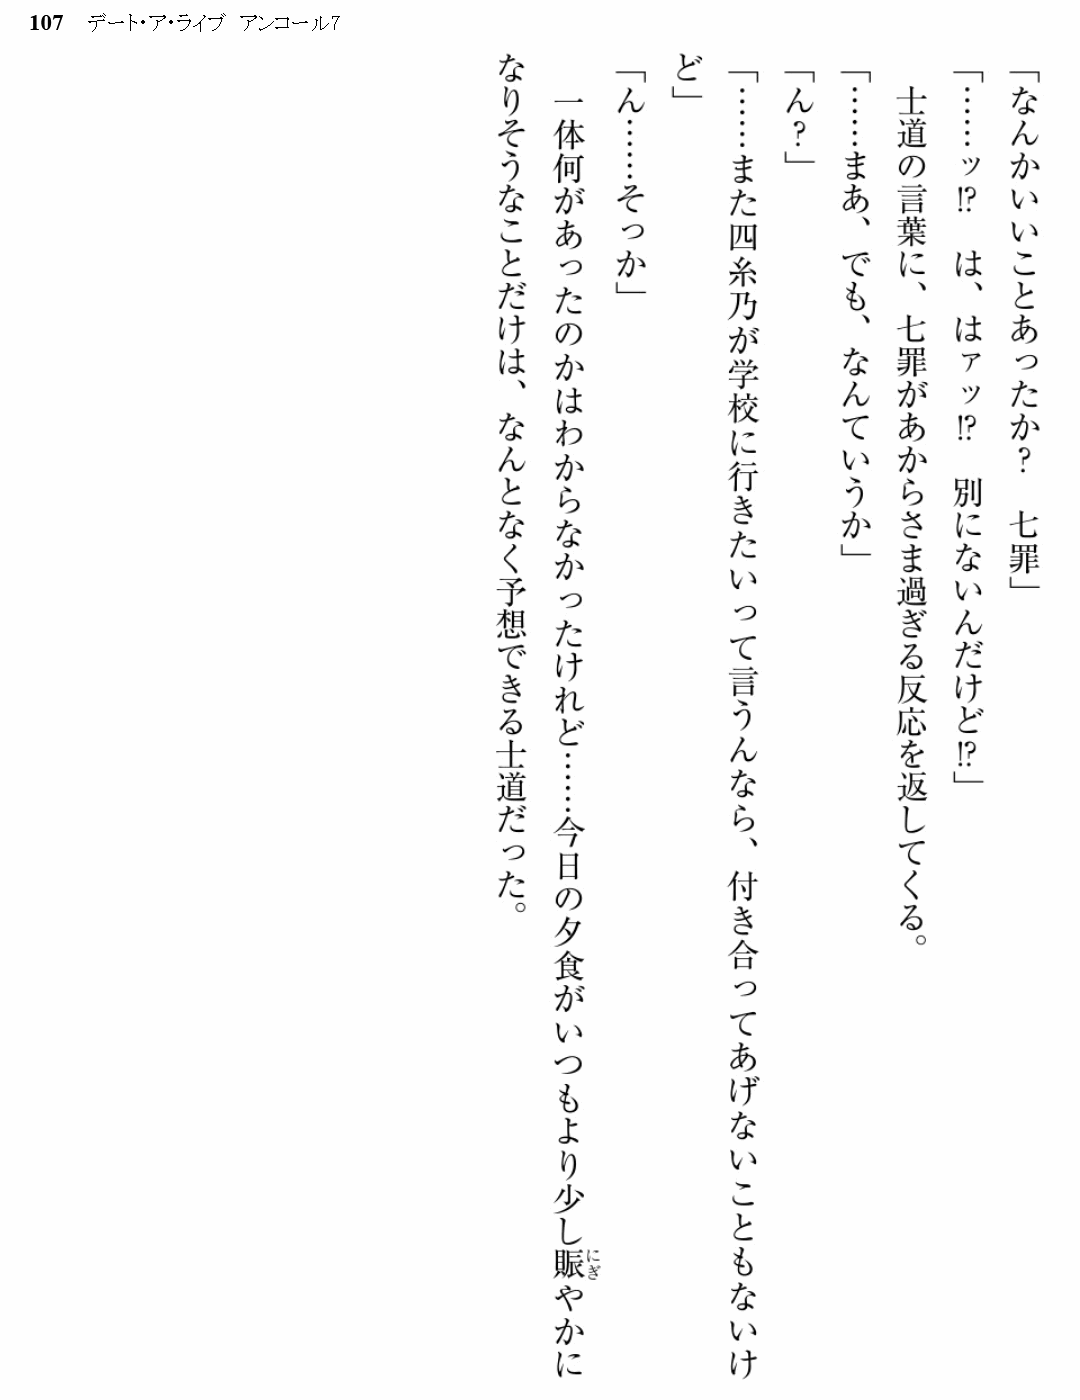 107 デート・ア・ライブ アンコール7
「なんかいいことあったか？　七罪」
「……ッ!?　は、はァッ!?　別にないんだけど!?」
　士道の言葉に、七罪があからさま過ぎる反応を返してくる。
「……まあ、でも、なんていうか」
「ん？」
「……また四糸乃が学校に行きたいって言うんなら、付き合ってあげないこともないけ
ど」
「ん……そっか」
　一体何があったのかはわからなかったけれど……今日の夕食がいつもより少し賑やかに
にぎ
なりそうなことだけは、なんとなく予想できる士道だった。